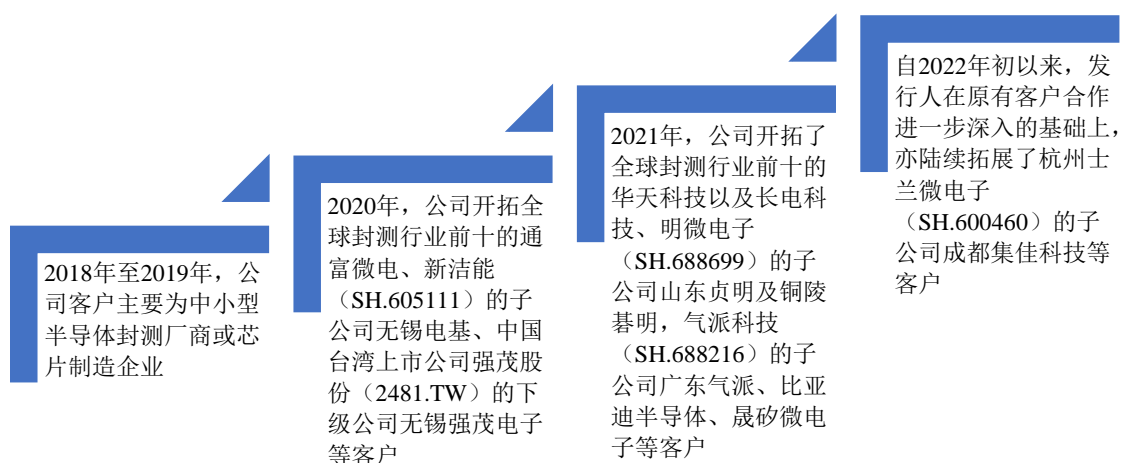 2018年至2019年，公
司客户主要为中小型
半导体封测厂商或芯
片制造企业
2020年，公司开拓全
球封测行业前十的通
富微电、新洁能
（SH.605111）的子
公司无锡电基、中国
台湾上市公司强茂股
份（2481.TW）的下
级公司无锡强茂电子
等客户
2021年，公司开拓了
全球封测行业前十的
华天科技以及长电科
技、明微电子
（SH.688699）的子
公司山东贞明及铜陵
碁明，气派科技
（SH.688216）的子
公司广东气派、比亚
迪半导体、晟矽微电
子等客户
自2022年初以来，发
行人在原有客户合作
进一步深入的基础上，
亦陆续拓展了杭州士
兰微电子
（SH.600460）的子
公司成都集佳科技等
客户